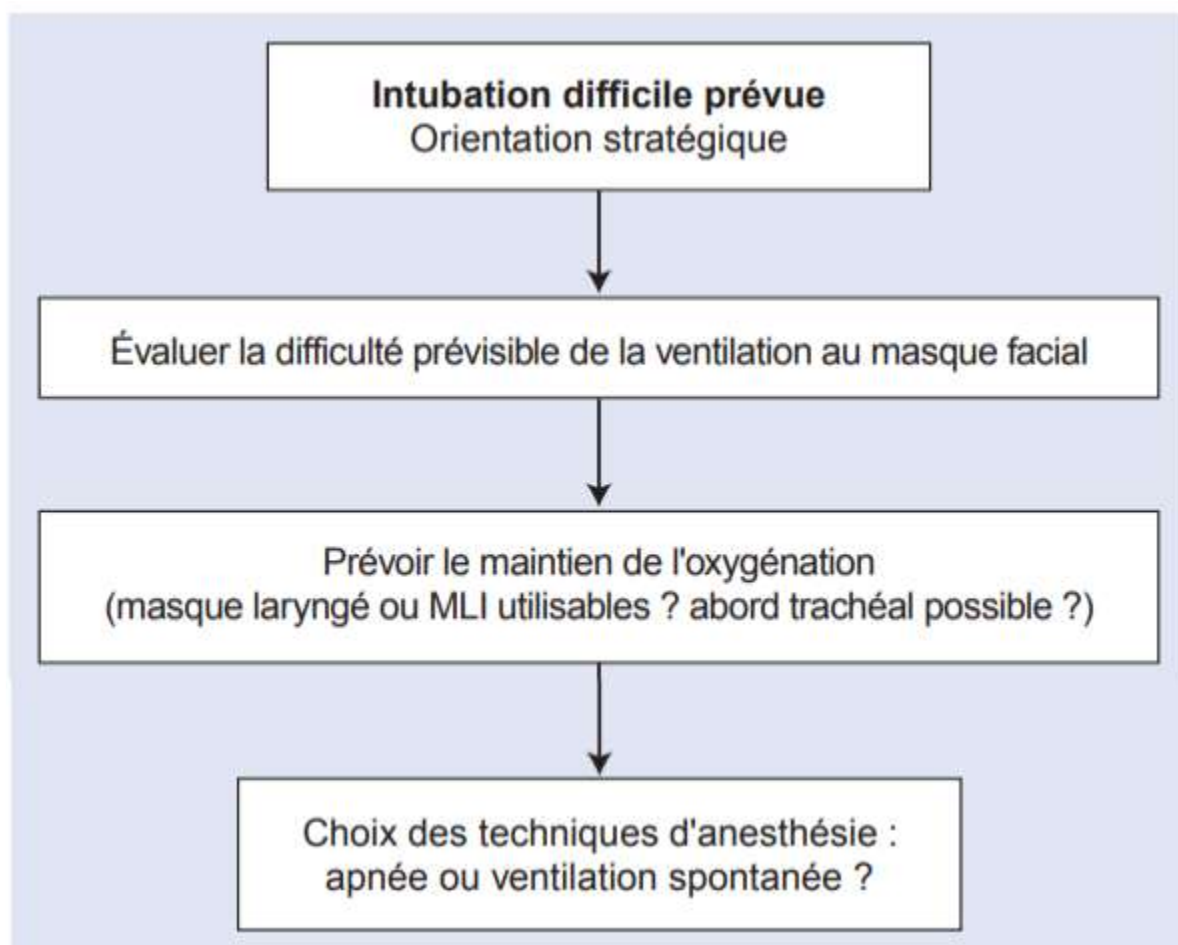 Intubation difficile prévue
Orientation stratégique
Évaluer la difficulté prévisible de la ventilation au masque facial
Prévoir le maintien de l'oxygénation
(masque laryngé ou MLI utilisables ? abord trachéal possible ?)
Choix des techniques d'anesthésie :
apnée ou ventilation spontanée ?